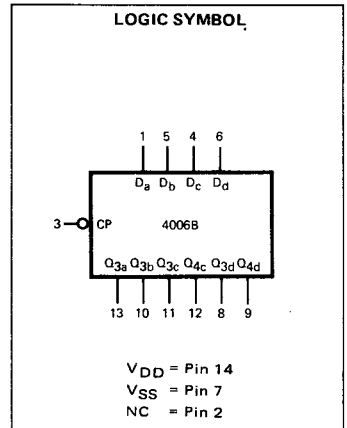 LOGIC SYMBOL
1 5 4 6
Da Db Dc Dd
3 CP 4006B
Q3a Q3b Q3c Q4c Q3d Q4d
13 10 11 12 8 9
VDD = Pin 14
VSS = Pin 7
NC = Pin 2